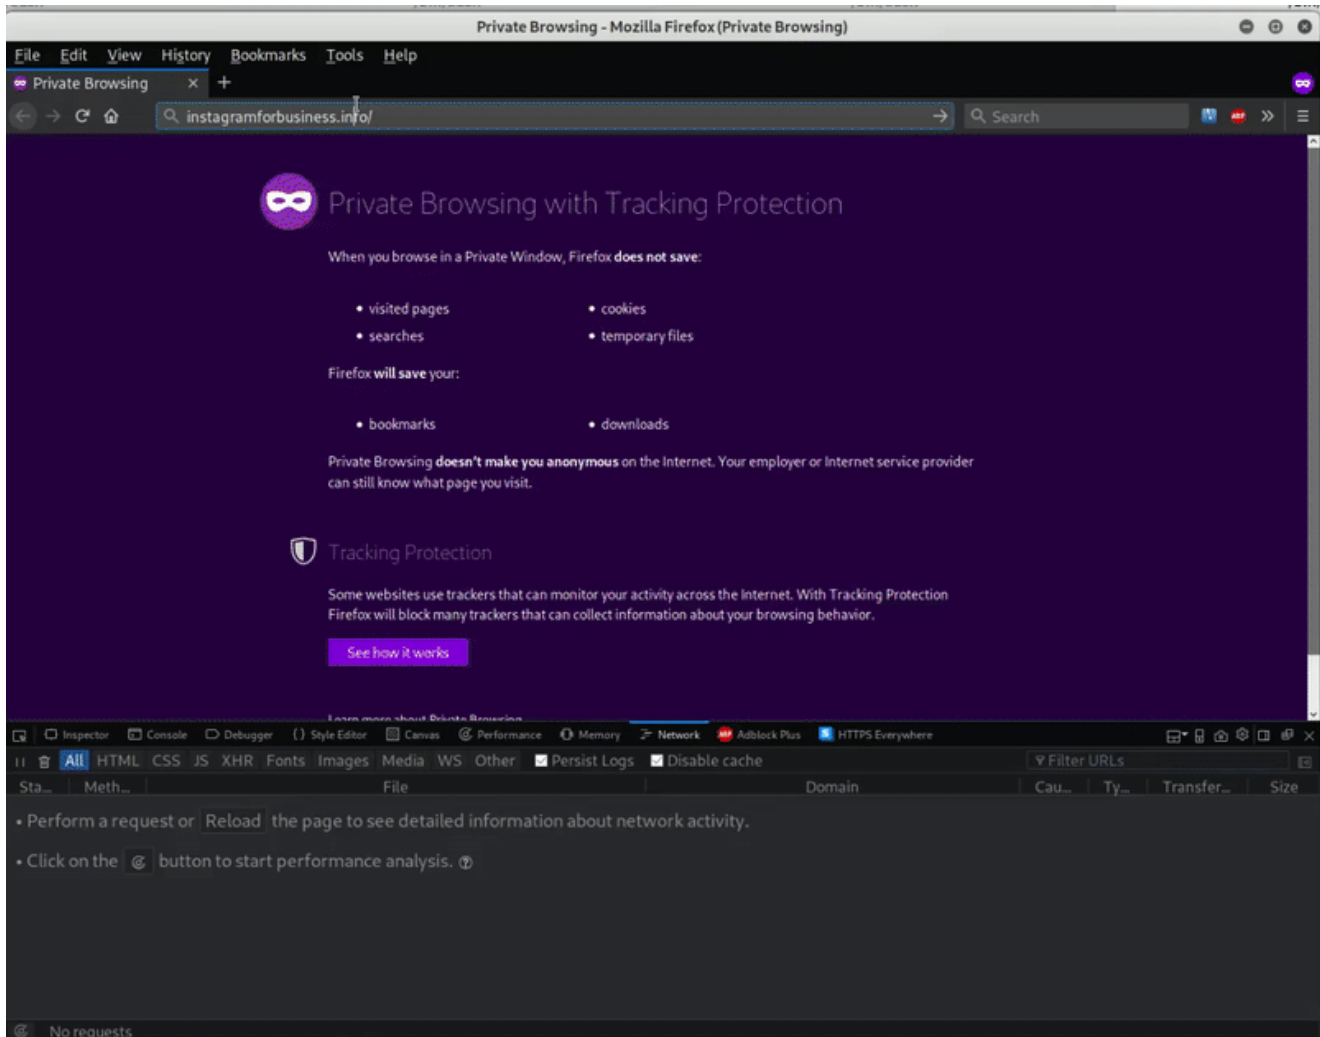 Private Browsing - Mozilla Firefox (Private Browsing)
File Edit View History Bookmarks Tools Help
Private Browsing × +
instagramforbusiness.info/ → Search ABP » ☰
Private Browsing with Tracking Protection
When you browse in a Private Window, Firefox does not save:
• visited pages • cookies
• searches • temporary files
Firefox will save your:
• bookmarks • downloads
Private Browsing doesn't make you anonymous on the Internet. Your employer or Internet service provider
can still know what page you visit.
Tracking Protection
Some websites use trackers that can monitor your activity across the Internet. With Tracking Protection
Firefox will block many trackers that can collect information about your browsing behavior.
See how it works
Learn more about Private Browsing
Inspector Console Debugger {} Style Editor Canvas Performance Memory Network Adblock Plus HTTPS Everywhere
All HTML CSS JS XHR Fonts Images Media WS Other Persist Logs Disable cache Filter URLs
Sta... Meth... File Domain Cau... Ty... Transfer... Size
• Perform a request or Reload the page to see detailed information about network activity.
• Click on the button to start performance analysis. ?
No requests